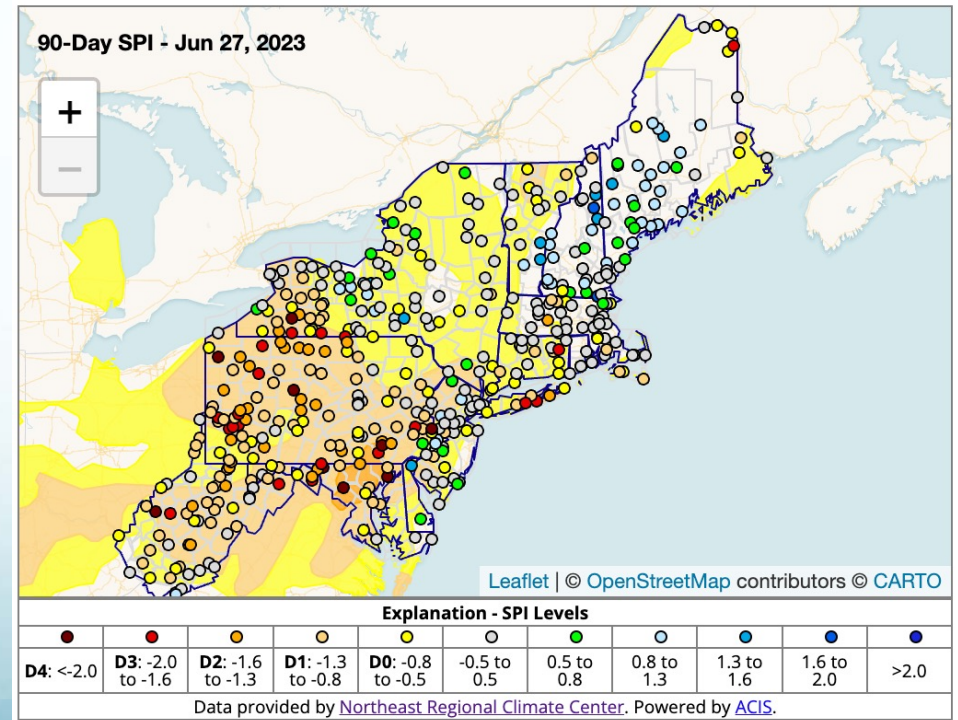 90-Day SPI - Jun 27, 2023
+
−
Leaflet | © OpenStreetMap contributors © CARTO
Explanation - SPI Levels
D4: <-2.0
D3: -2.0
to -1.6
D2: -1.6
to -1.3
D1: -1.3
to -0.8
D0: -0.8
to -0.5
-0.5 to
0.5
0.5 to
0.8
0.8 to
1.3
1.3 to
1.6
1.6 to
2.0
>2.0
Data provided by Northeast Regional Climate Center. Powered by ACIS.